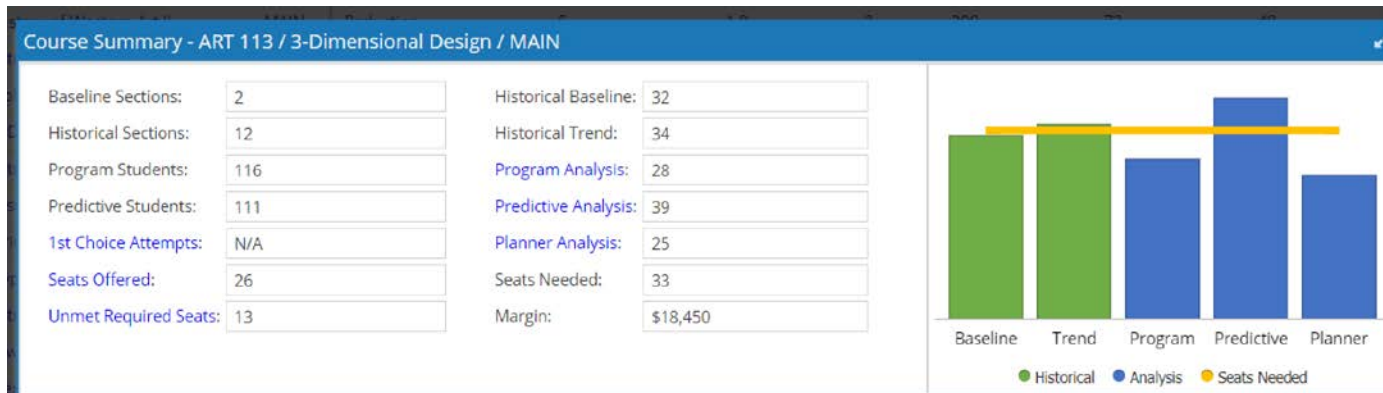 Course Summary - ART 113 / 3-Dimensional Design / MAIN
Baseline Sections: 2
Historical Sections: 12
Program Students: 116
Predictive Students: 111
1st Choice Attempts: N/A
Seats Offered: 26
Unmet Required Seats: 13
Historical Baseline: 32
Historical Trend: 34
Program Analysis: 28
Predictive Analysis: 39
Planner Analysis: 25
Seats Needed: 33
Margin: $18,450
Baseline Trend Program Predictive Planner
Historical Analysis Seats Needed